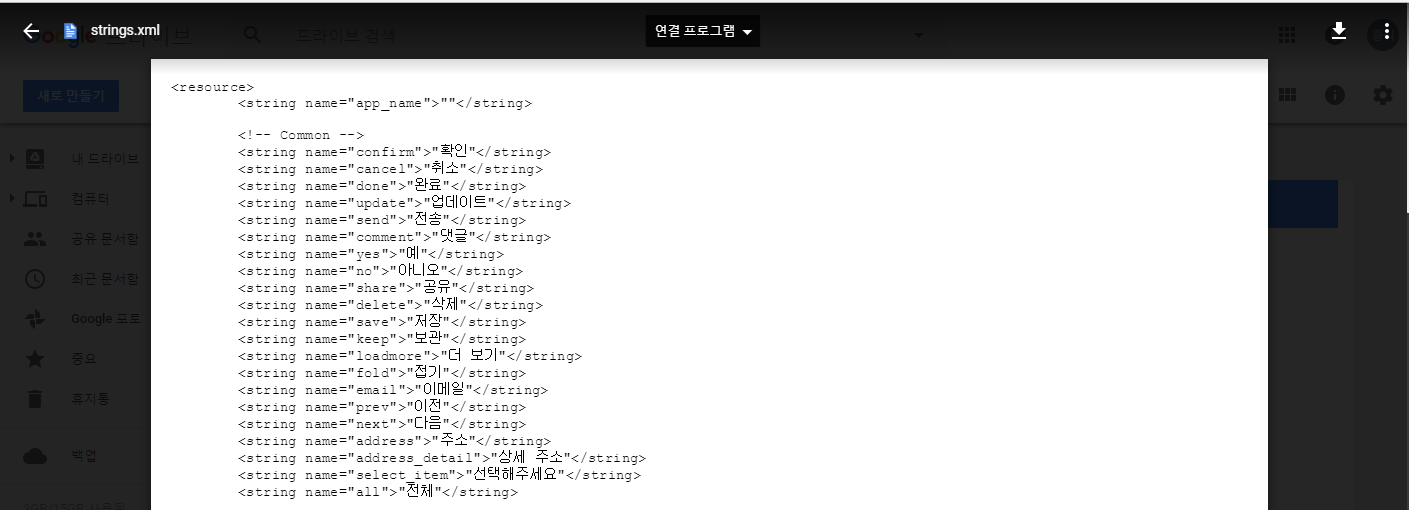 strings.xml
연결 프로그램
드라이브 검색
새로 만들기
내 드라이브
컴퓨터
공유 문서함
최근 문서함
Google 포토
중요
휴지통
백업
<resource>
<string name="app_name">""</string>
<!-- Common -->
<string name="confirm">"확인"</string>
<string name="cancel">"취소"</string>
<string name="done">"완료"</string>
<string name="update">"업데이트"</string>
<string name="send">"전송"</string>
<string name="comment">"댓글"</string>
<string name="yes">"예"</string>
<string name="no">"아니오"</string>
<string name="share">"공유"</string>
<string name="delete">"삭제"</string>
<string name="save">"저장"</string>
<string name="keep">"보관"</string>
<string name="loadmore">"더 보기"</string>
<string name="fold">"접기"</string>
<string name="email">"이메일"</string>
<string name="prev">"이전"</string>
<string name="next">"다음"</string>
<string name="address">"주소"</string>
<string name="address_detail">"상세 주소"</string>
<string name="select_item">"선택해주세요"</string>
<string name="all">"전체"</string>